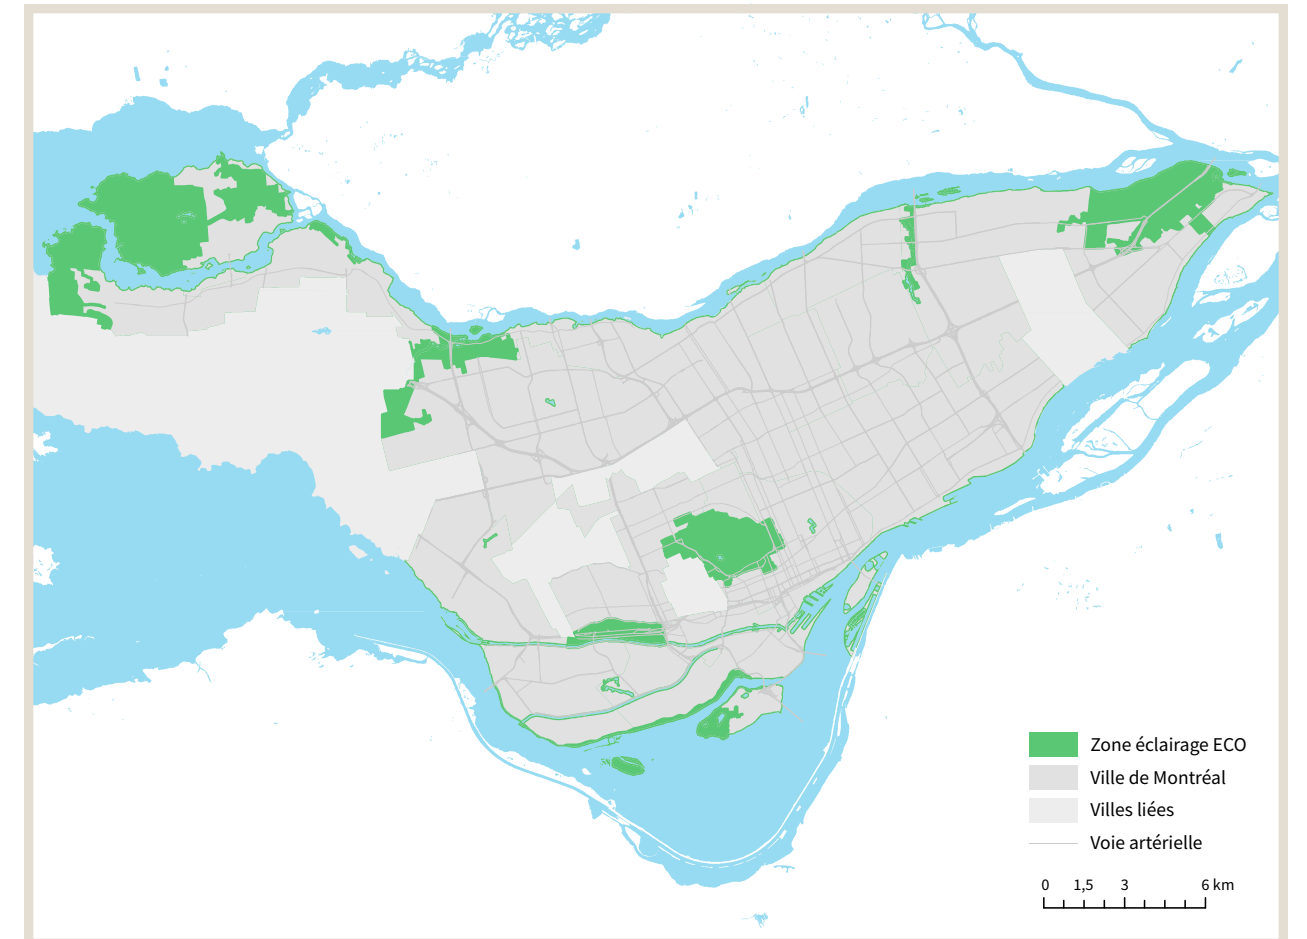 Zone éclairage ECO
Ville de Montréal
Villes liées
Voie artérielle
0 1,5 3 6 km